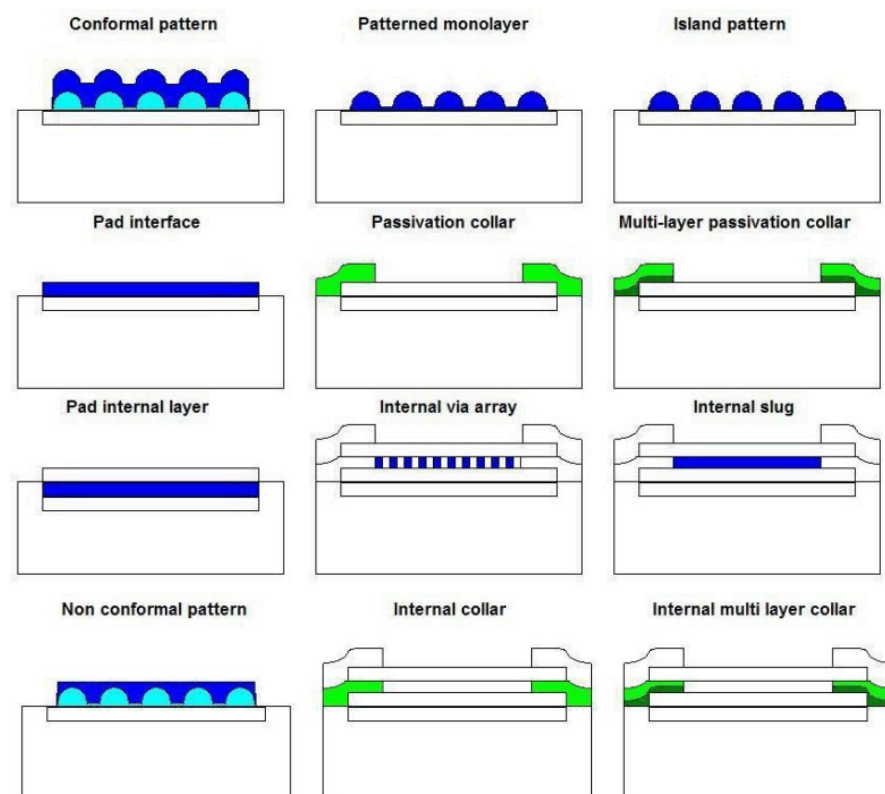 Conformal pattern
Patterned monolayer
Island pattern
Pad interface
Passivation collar
Multi-layer passivation collar
Pad internal layer
Internal via array
Internal slug
Non conformal pattern
Internal collar
Internal multi layer collar